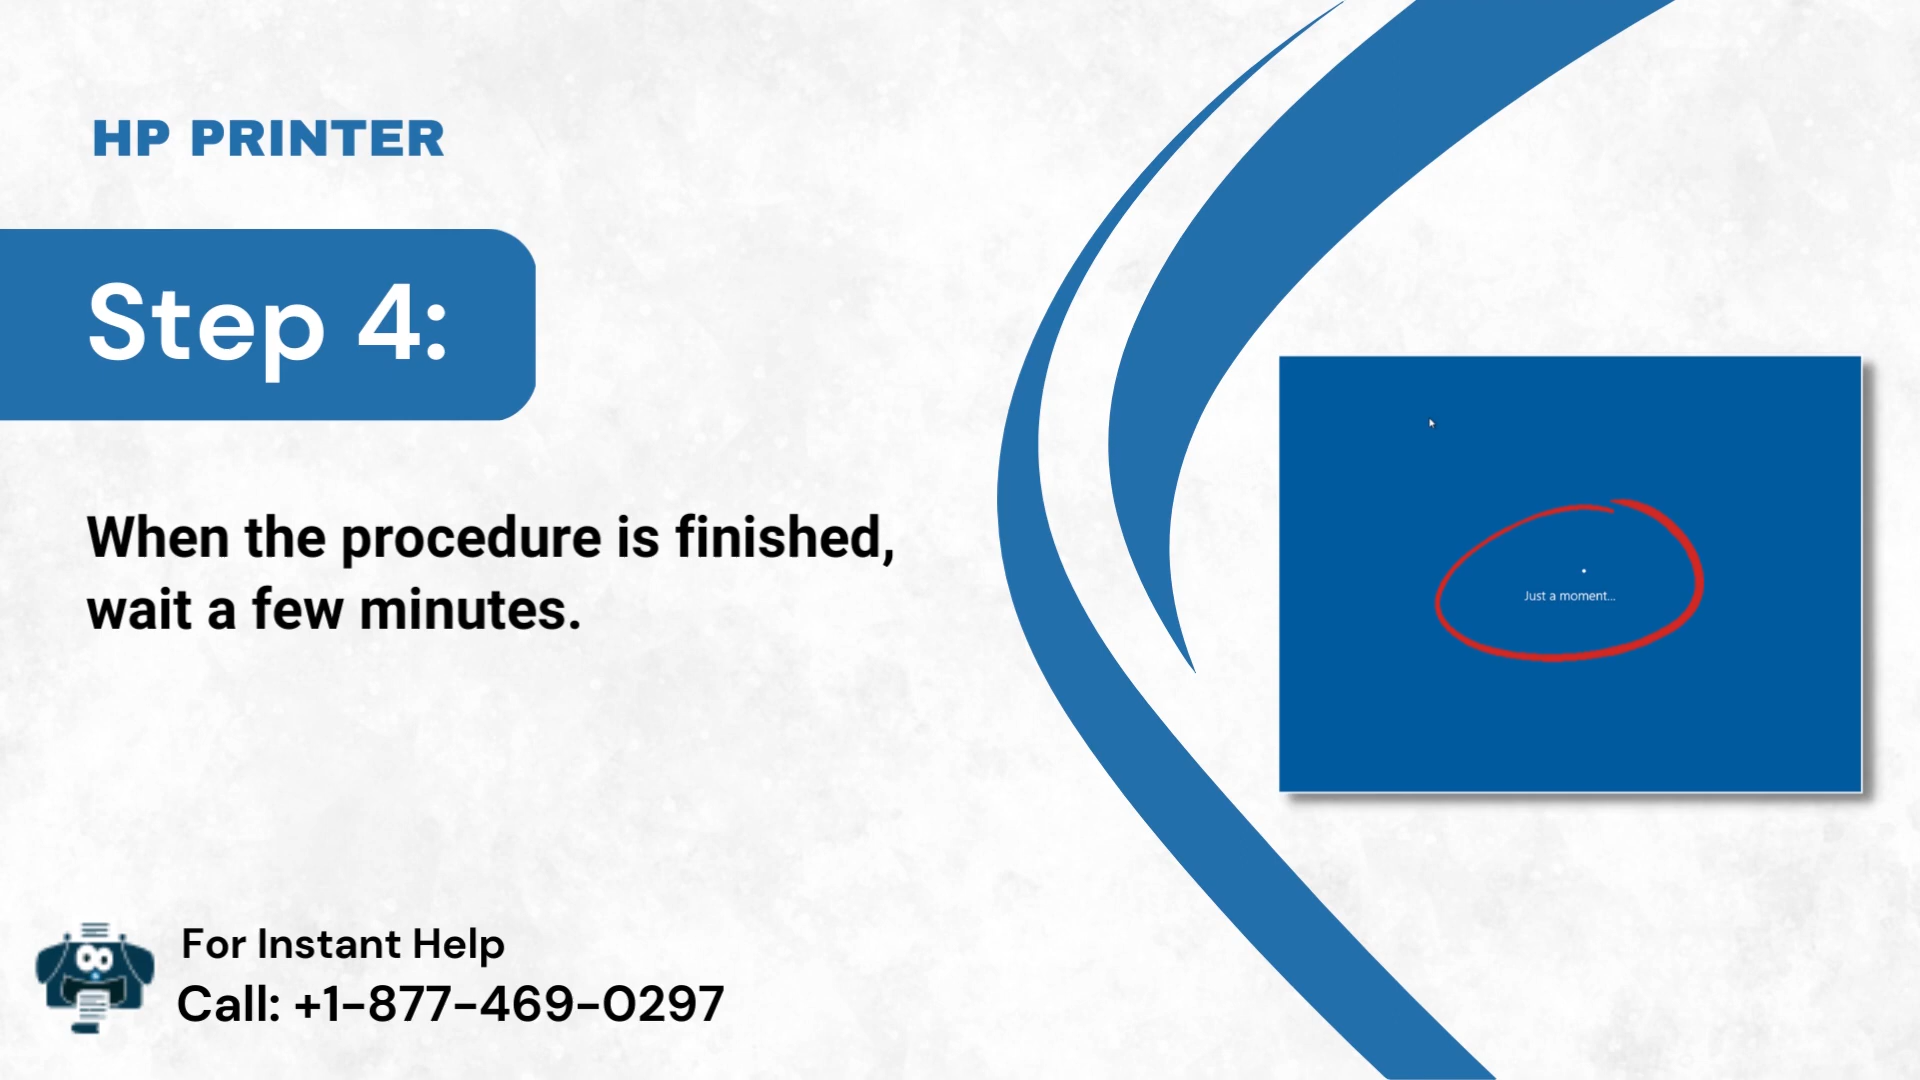 HP PRINTER
Step 4:
When the procedure is finished,
wait a few minutes.
Just a moment...
For Instant Help
Call: +1-877-469-0297